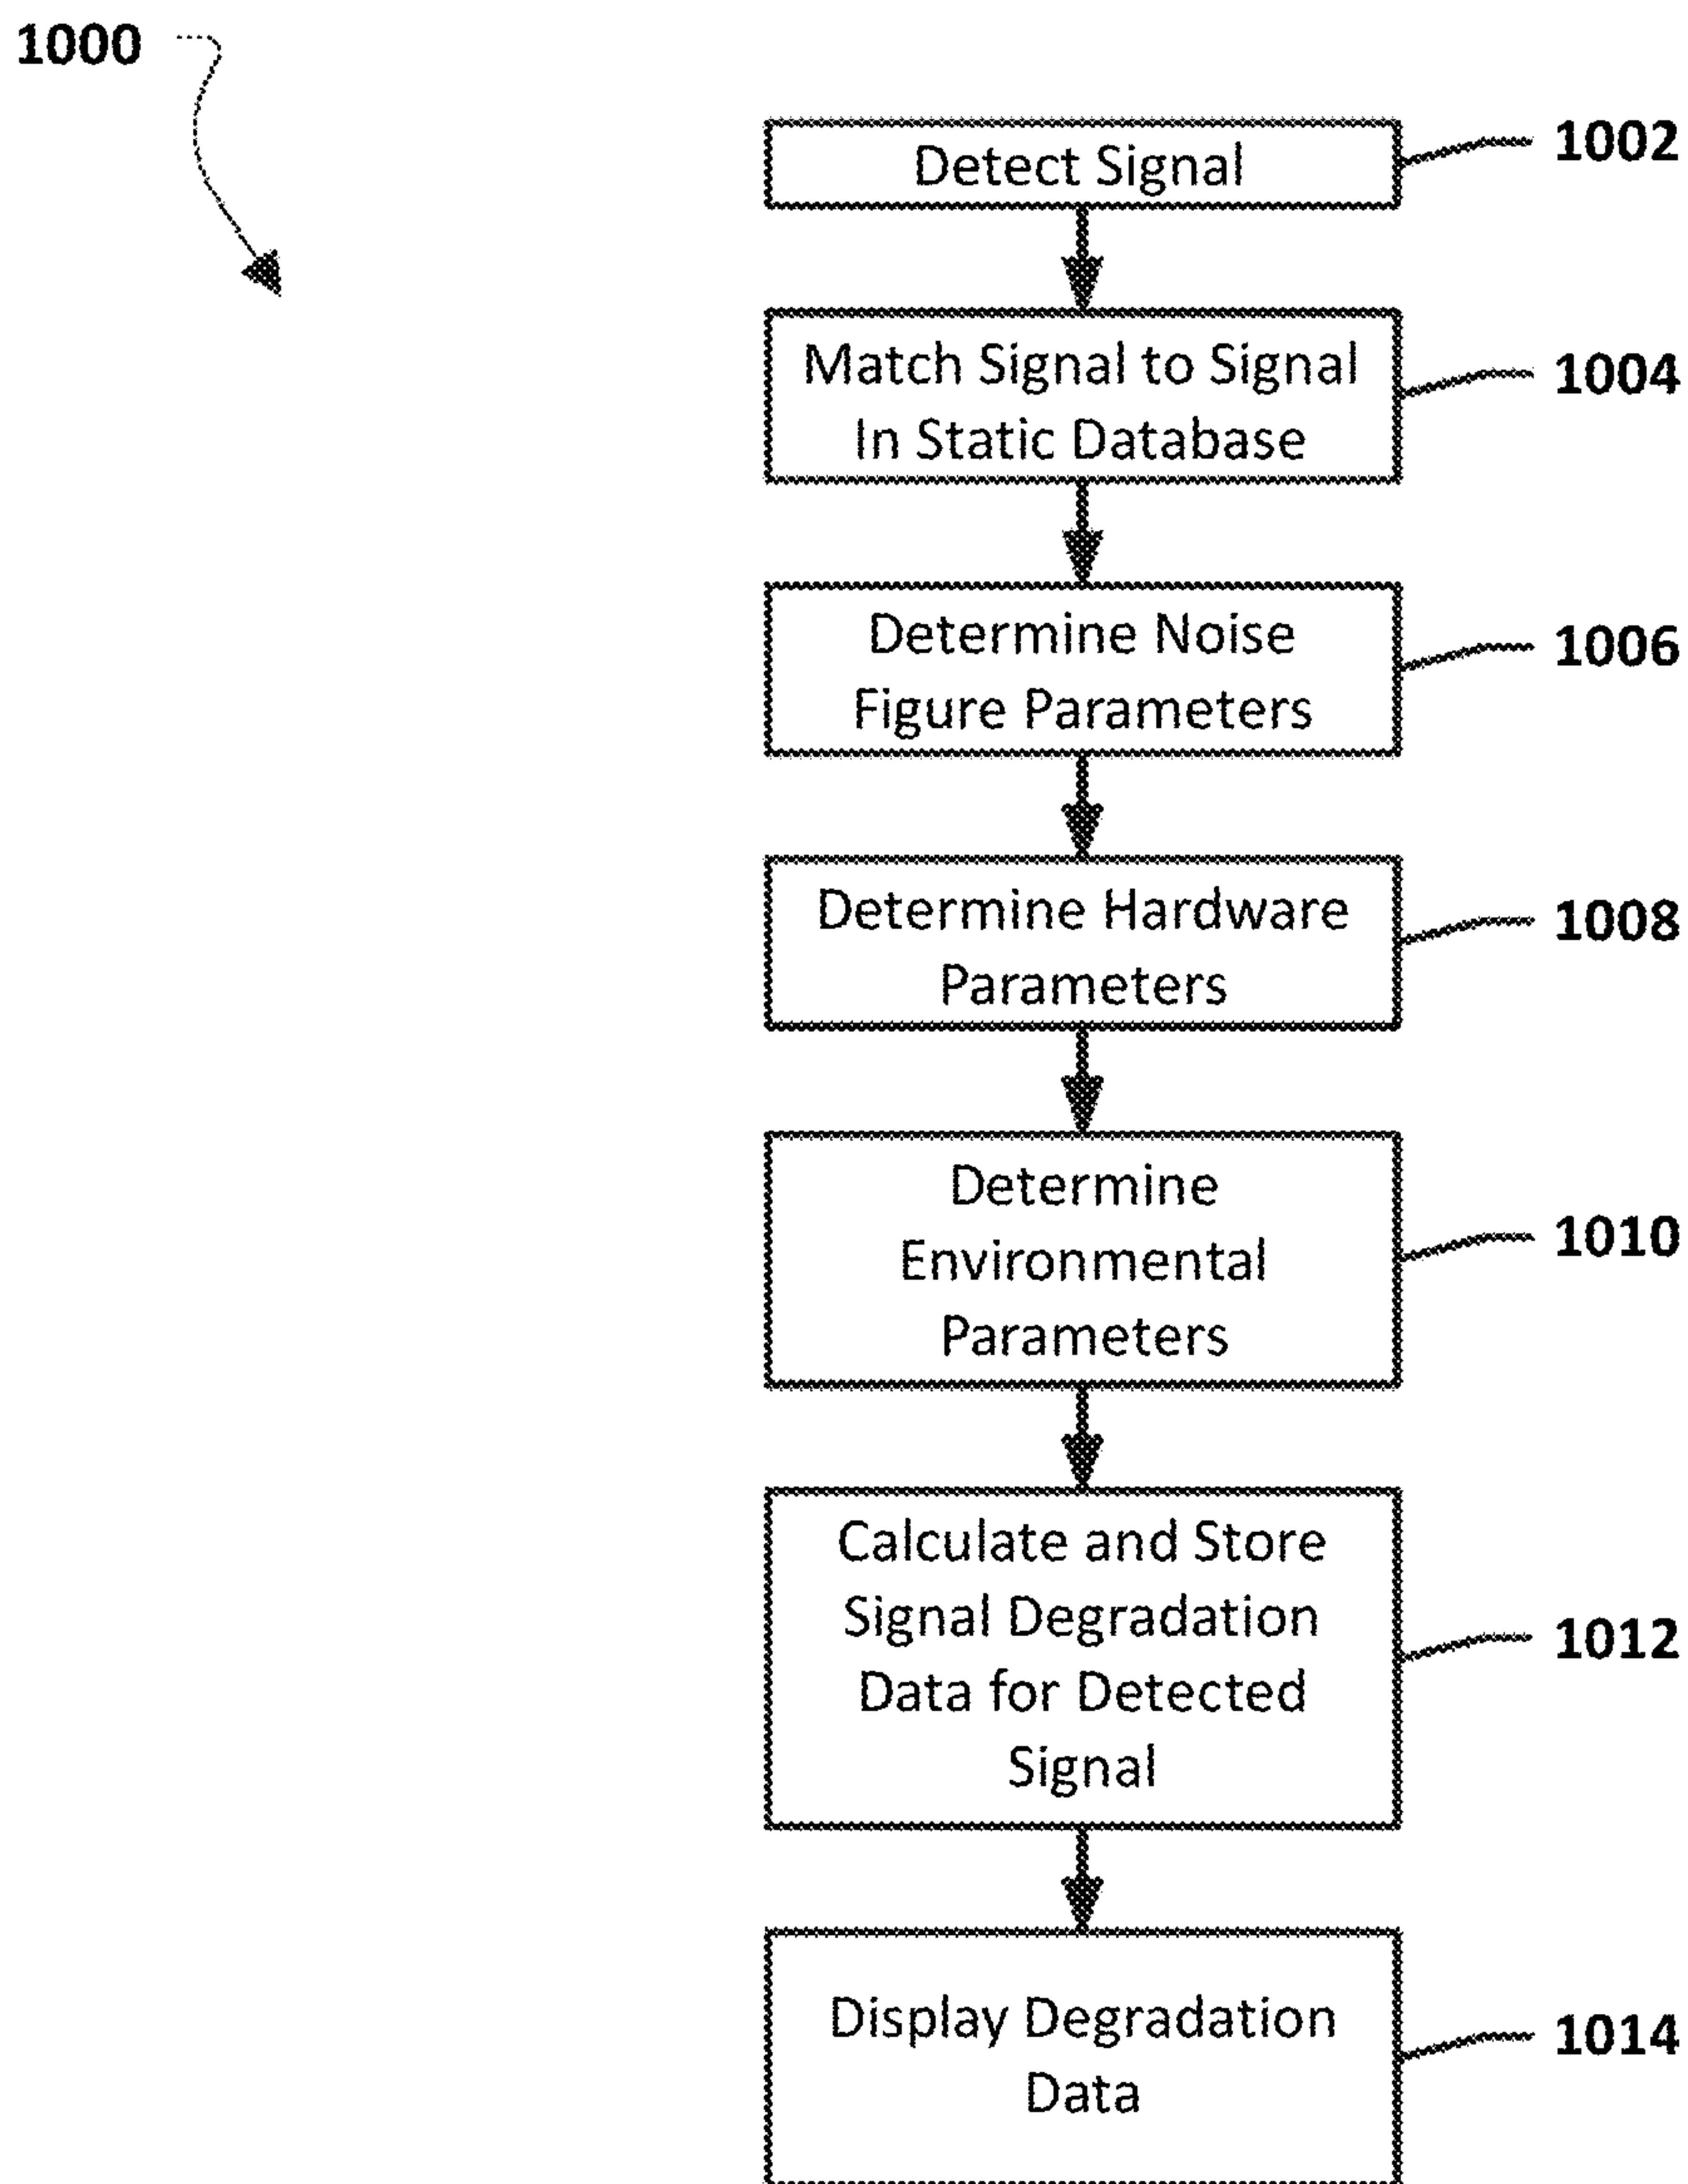 1000
Detect Signal
1002
Match Signal to Signal
In Static Database
1004
Determine Noise
Figure Parameters
1006
Determine Hardware
Parameters
1008
Determine
Environmental
Parameters
1010
Calculate and Store
Signal Degradation
Data for Detected
Signal
1012
Display Degradation
Data
1014